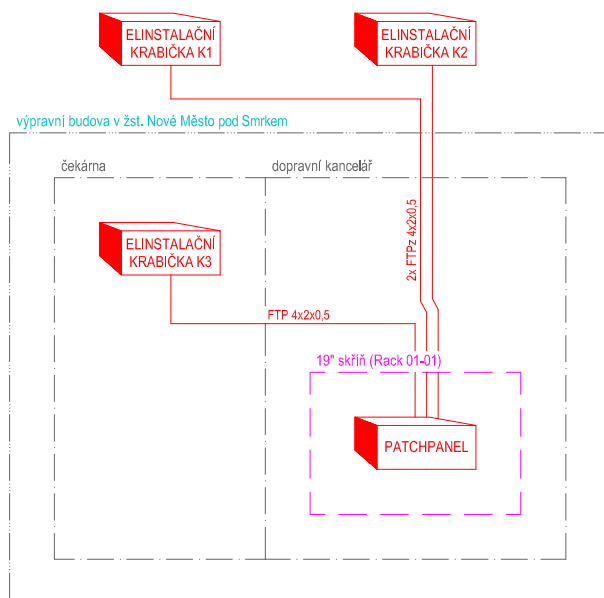 ELINSTALAČNÍ
KRABIČKA K1
ELINSTALAČNÍ
KRABIČKA K2
výpravní budova v žst. Nové Město pod Smrkem
čekárna
dopravní kancelář
ELINSTALAČNÍ
KRABIČKA K3
2x FTPz 4x2x0,5
FTP 4x2x0,5
19" skříň (Rack 01-01)
PATCHPANEL